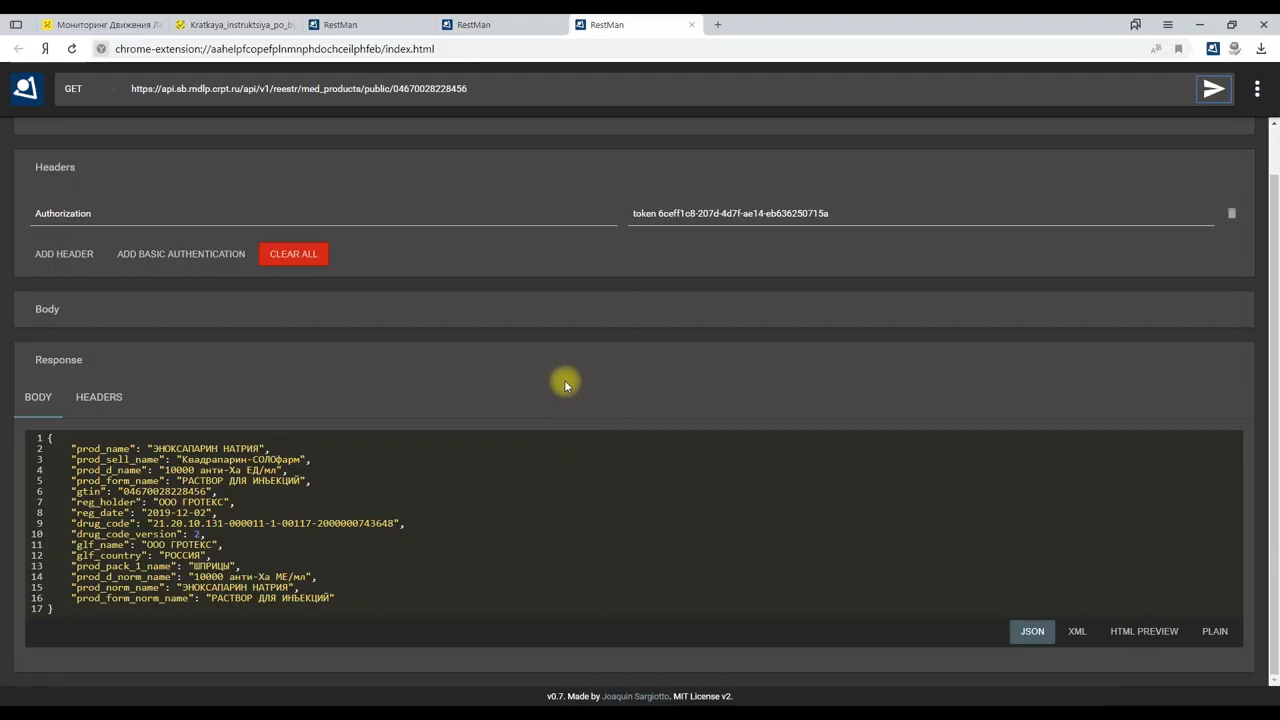 Мониторинг Движения Ле
Kratkaya_instruktsiya_po_by
RestMan
RestMan
RestMan
chrome-extension://aahelpfcopefplnmnphdochceilphfeb/index.html
GET https://api.sb.mdlp.crpt.ru/api/v1/reestr/med_products/public/04670028228456
Headers
Authorization token 6ceff1c8-207d-4d7f-ae14-eb636250715a
ADD HEADER ADD BASIC AUTHENTICATION CLEAR ALL
Body
Response
BODY HEADERS
1 {
2 "prod_name": "ЭНОКСАПАРИН НАТРИЯ",
3 "prod_sell_name": "Квадрапарин-СОЛОфарм",
4 "prod_d_name": "10000 анти-Ха ЕД/мл",
5 "prod_form_name": "РАСТВОР ДЛЯ ИНЪЕКЦИЙ",
6 "gtin": "04670028228456",
7 "reg_holder": "ООО ГРОТЕКС",
8 "reg_date": "2019-12-02",
9 "drug_code": "21.20.10.131-000011-1-00117-2000000743648",
10 "drug_code_version": 2,
11 "glf_name": "ООО ГРОТЕКС",
12 "glf_country": "РОССИЯ",
13 "prod_pack_1_name": "ШПРИЦЫ",
14 "prod_d_norm_name": "10000 анти-Ха МЕ/мл",
15 "prod_norm_name": "ЭНОКСАПАРИН НАТРИЯ",
16 "prod_form_norm_name": "РАСТВОР ДЛЯ ИНЪЕКЦИЙ"
17 }
JSON XML HTML PREVIEW PLAIN
v0.7. Made by Joaquin Sargiotto. MIT License v2.